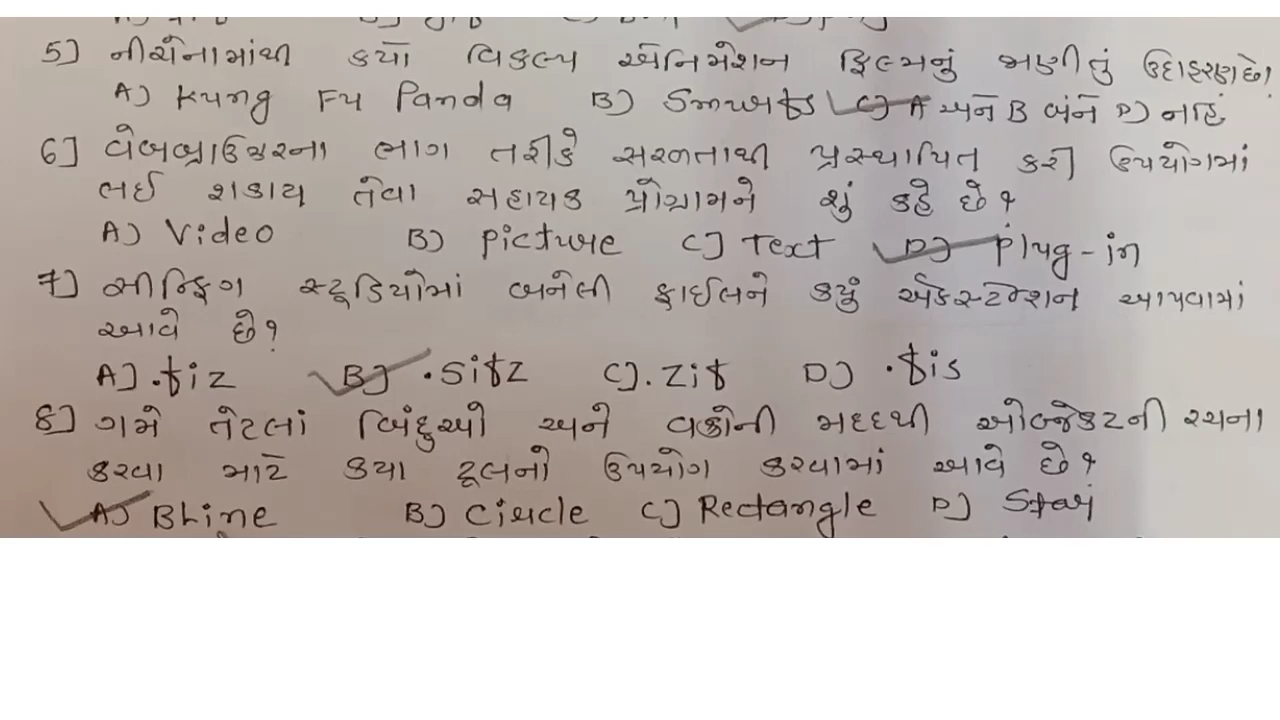 5] નીચેનામાંથી કયો વિકલ્પ એનિમેશન ફિલ્મનું જાણીતું ઉદાહરણ છે?
A) Kung Fu Panda B) Smurfs C) A અને B બંને D) નહિ
6] વેબબ્રાઉઝરના ભાગ તરીકે સરળતાથી પ્રસ્થાપિત કરી ઉપયોગમાં
લઈ શકાય તેવા સહાયક પ્રોગ્રામને શું કહે છે?
A) Video B) picture C) Text D) Plug-in
7] સીન્ફિગ સ્ટૂડિયોમાં બનેલી ફાઈલને કયું એક્સ્ટેન્શન આપવામાં
આવે છે?
A) .fiz B) .Sifz C). Zif D) .fis
8] ગમે તેટલાં બિંદુઓ અને વક્રોની મદદથી ઓબ્જેક્ટની રચના
કરવા માટે કયા ટૂલનો ઉપયોગ કરવામાં આવે છે?
A) BLine B) Circle C) Rectangle D) Star